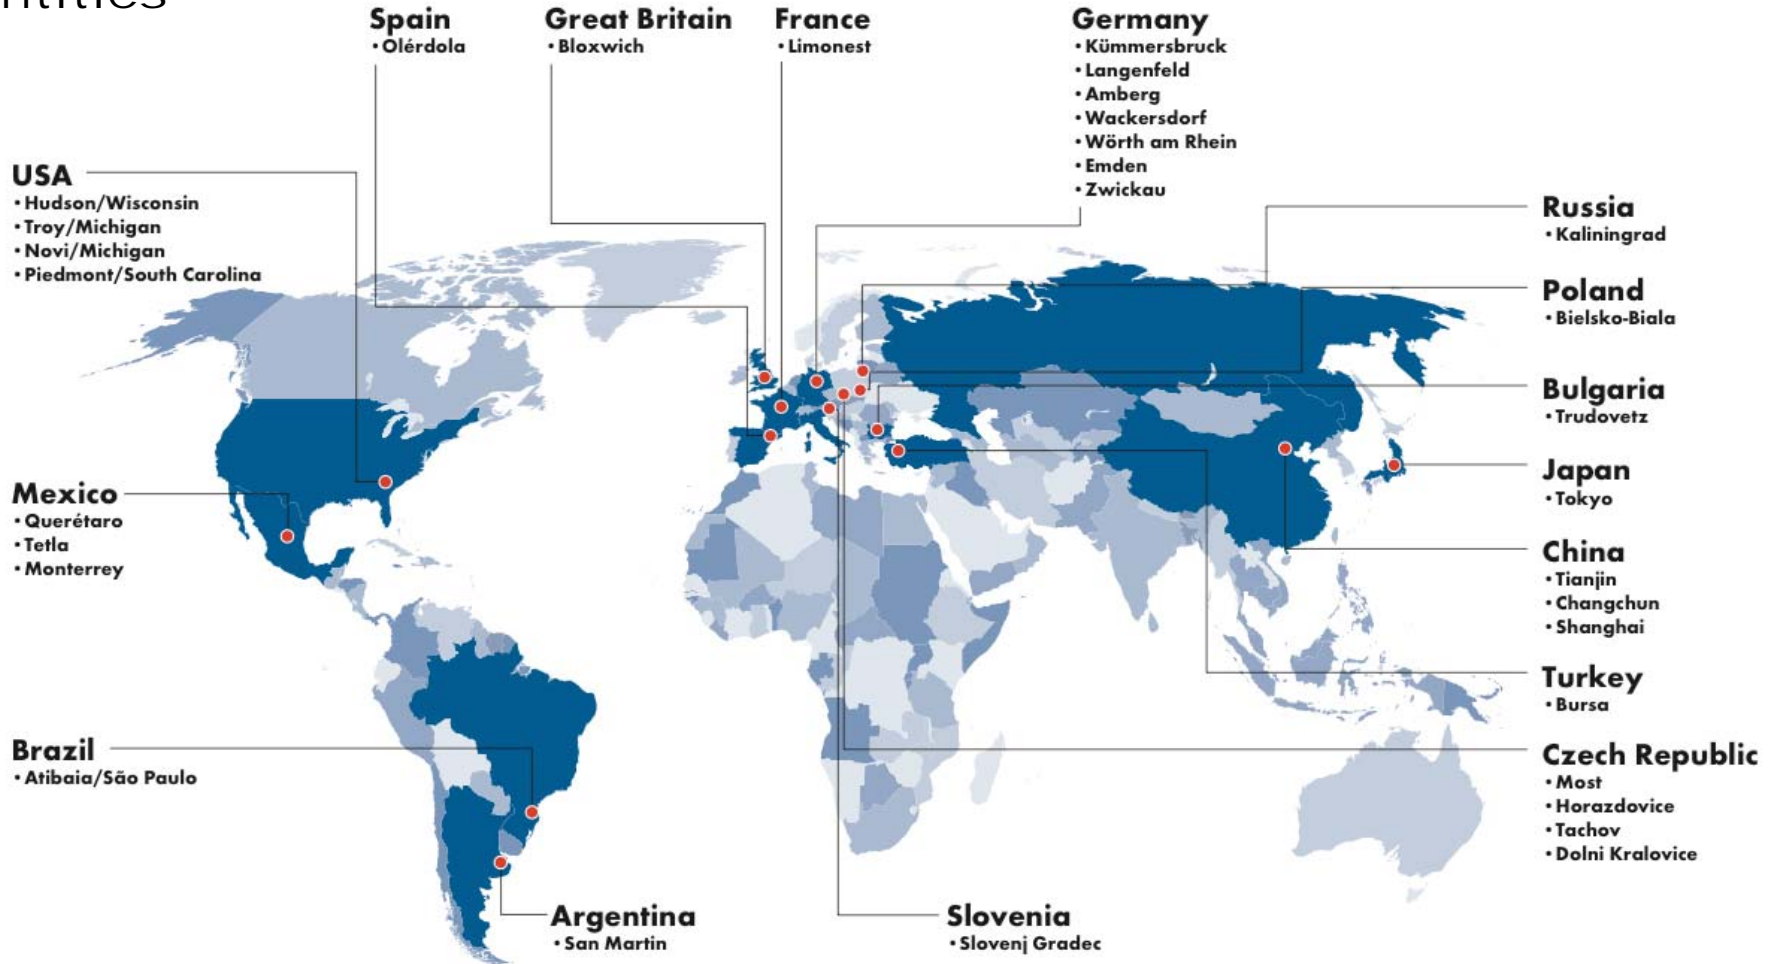 Spain
• Olérdola
Great Britain
• Bloxwich
France
• Limonest
Germany
• Kümmersbruck
• Langenfeld
• Amberg
• Wackersdorf
• Wörth am Rhein
• Emden
• Zwickau
USA
• Hudson/Wisconsin
• Troy/Michigan
• Novi/Michigan
• Piedmont/South Carolina
Russia
• Kaliningrad
Poland
• Bielsko-Biala
Bulgaria
• Trudovetz
Japan
• Tokyo
Mexico
• Querétaro
• Tetla
• Monterrey
China
• Tianjin
• Changchun
• Shanghai
Turkey
• Bursa
Brazil
• Atibaia/São Paulo
Czech Republic
• Most
• Horazdovice
• Tachov
• Dolni Kralovice
Argentina
• San Martin
Slovenia
• Slovenj Gradec